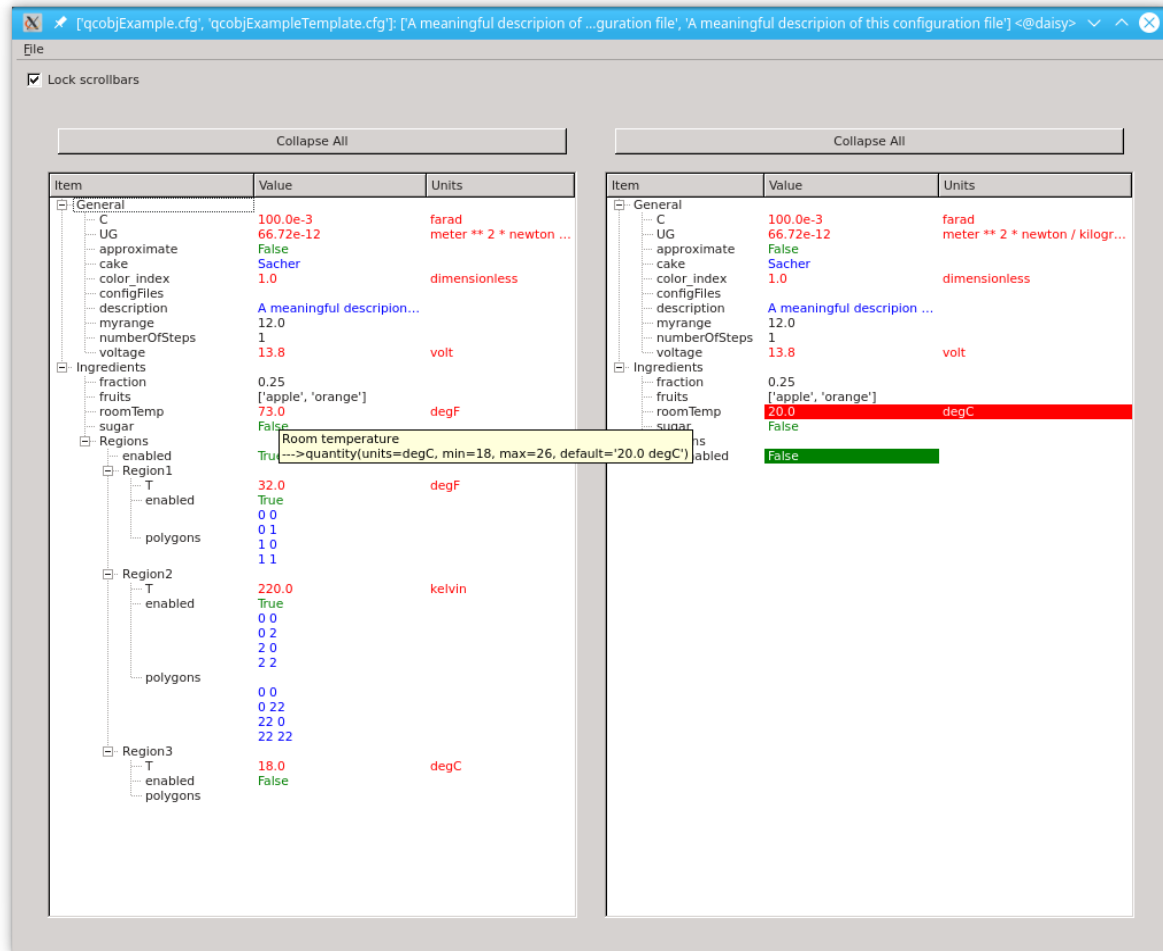 ['qcobjExample.cfg', 'qcobjExampleTemplate.cfg']: ['A meaningful descripion of ...guration file', 'A meaningful descripion of this configuration file'] <@daisy>
File
Lock scrollbars
Collapse All
Item Value Units
General
C 100.0e-3 farad
UG 66.72e-12 meter ** 2 * newton ...
approximate False
cake Sacher
color_index 1.0 dimensionless
configFiles
description A meaningful descripion...
myrange 12.0
numberOfSteps 1
voltage 13.8 volt
Ingredients
fraction 0.25
fruits ['apple', 'orange']
roomTemp 73.0 degF
sugar False
Room temperature
--->quantity(units=degC, min=18, max=26, default='20.0 degC')
Regions
enabled Tru
Region1
T 32.0 degF
enabled True
0 0
0 1
polygons
1 0
1 1
Region2
T 220.0 kelvin
enabled True
0 0
0 2
2 0
2 2
polygons
0 0
0 22
22 0
22 22
Region3
T 18.0 degC
enabled False
polygons
Collapse All
Item Value Units
General
C 100.0e-3 farad
UG 66.72e-12 meter ** 2 * newton / kilogr...
approximate False
cake Sacher
color_index 1.0 dimensionless
configFiles
description A meaningful descripion ...
myrange 12.0
numberOfSteps 1
voltage 13.8 volt
Ingredients
fraction 0.25
fruits ['apple', 'orange']
roomTemp 20.0 degC
sugar False
ns
abled False